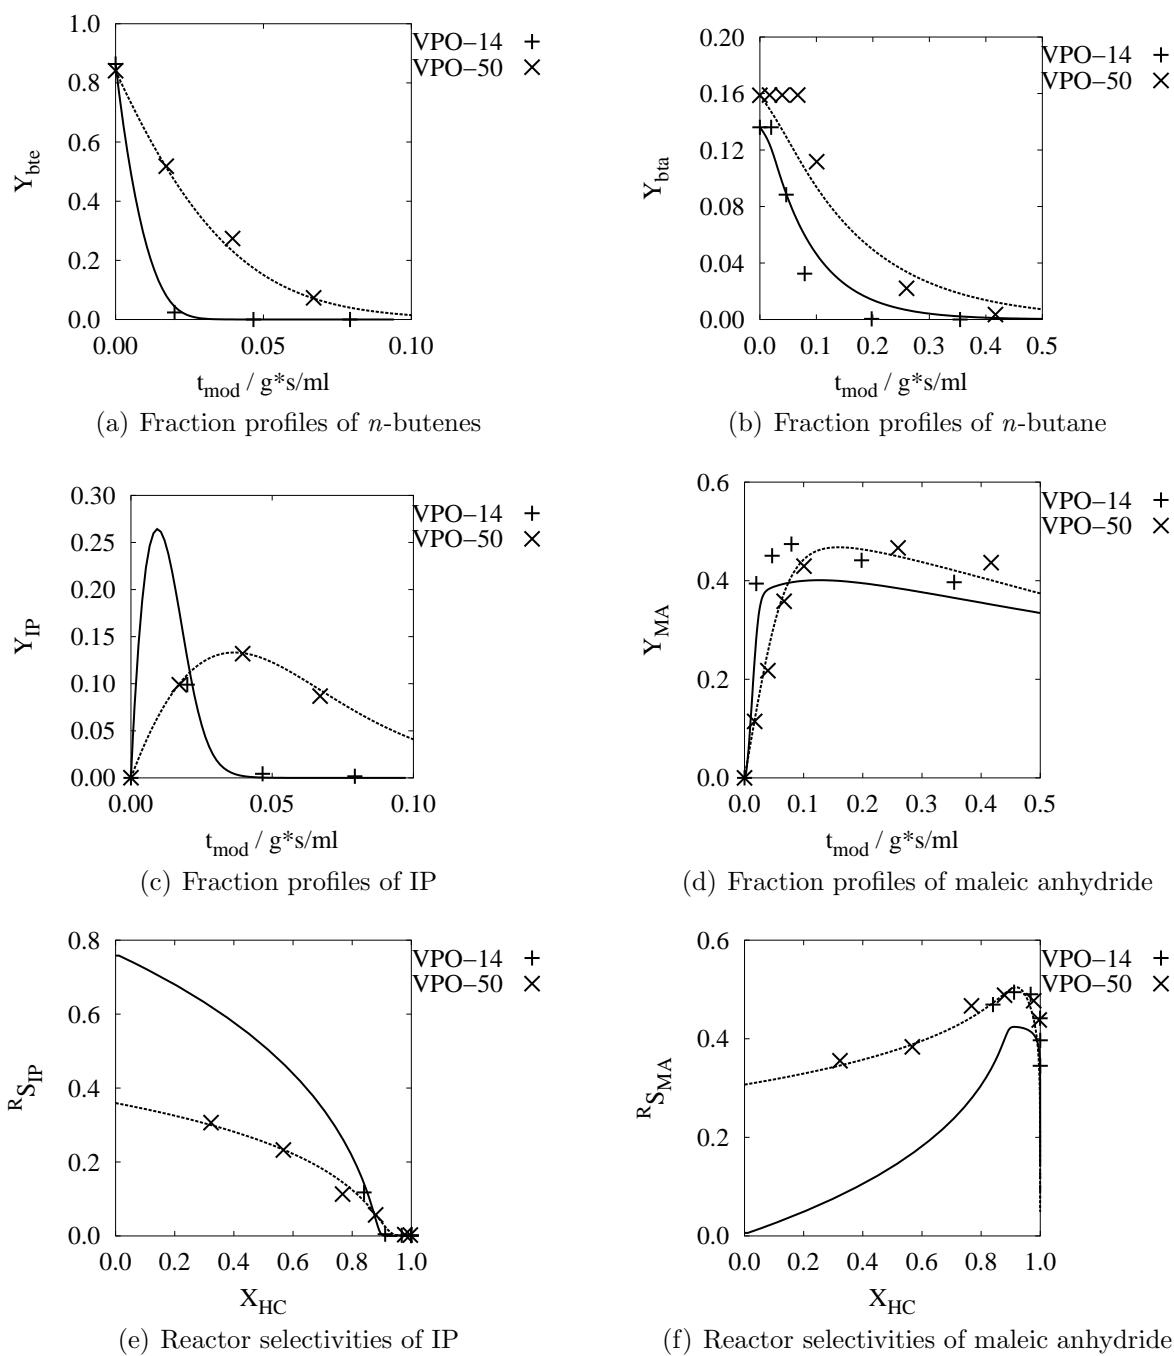 1.0
0.8
0.6
0.4
0.2
0.0
0.00 0.05 0.10
Y_bte
t_mod / g*s/ml
VPO−14 +
VPO−50 ×
(a) Fraction profiles of n-butenes
0.20
0.16
0.12
0.08
0.04
0.00
0.0 0.1 0.2 0.3 0.4 0.5
Y_bta
t_mod / g*s/ml
VPO−14 +
VPO−50 ×
(b) Fraction profiles of n-butane
0.30
0.25
0.20
0.15
0.10
0.05
0.00
0.00 0.05 0.10
Y_IP
t_mod / g*s/ml
VPO−14 +
VPO−50 ×
(c) Fraction profiles of IP
0.6
0.4
0.2
0.0
0.0 0.1 0.2 0.3 0.4 0.5
Y_MA
t_mod / g*s/ml
VPO−14 +
VPO−50 ×
(d) Fraction profiles of maleic anhydride
0.8
0.6
0.4
0.2
0.0
0.0 0.2 0.4 0.6 0.8 1.0
^R S_IP
X_HC
VPO−14 +
VPO−50 ×
(e) Reactor selectivities of IP
0.6
0.4
0.2
0.0
0.0 0.2 0.4 0.6 0.8 1.0
^R S_MA
X_HC
VPO−14 +
VPO−50 ×
(f) Reactor selectivities of maleic anhydride